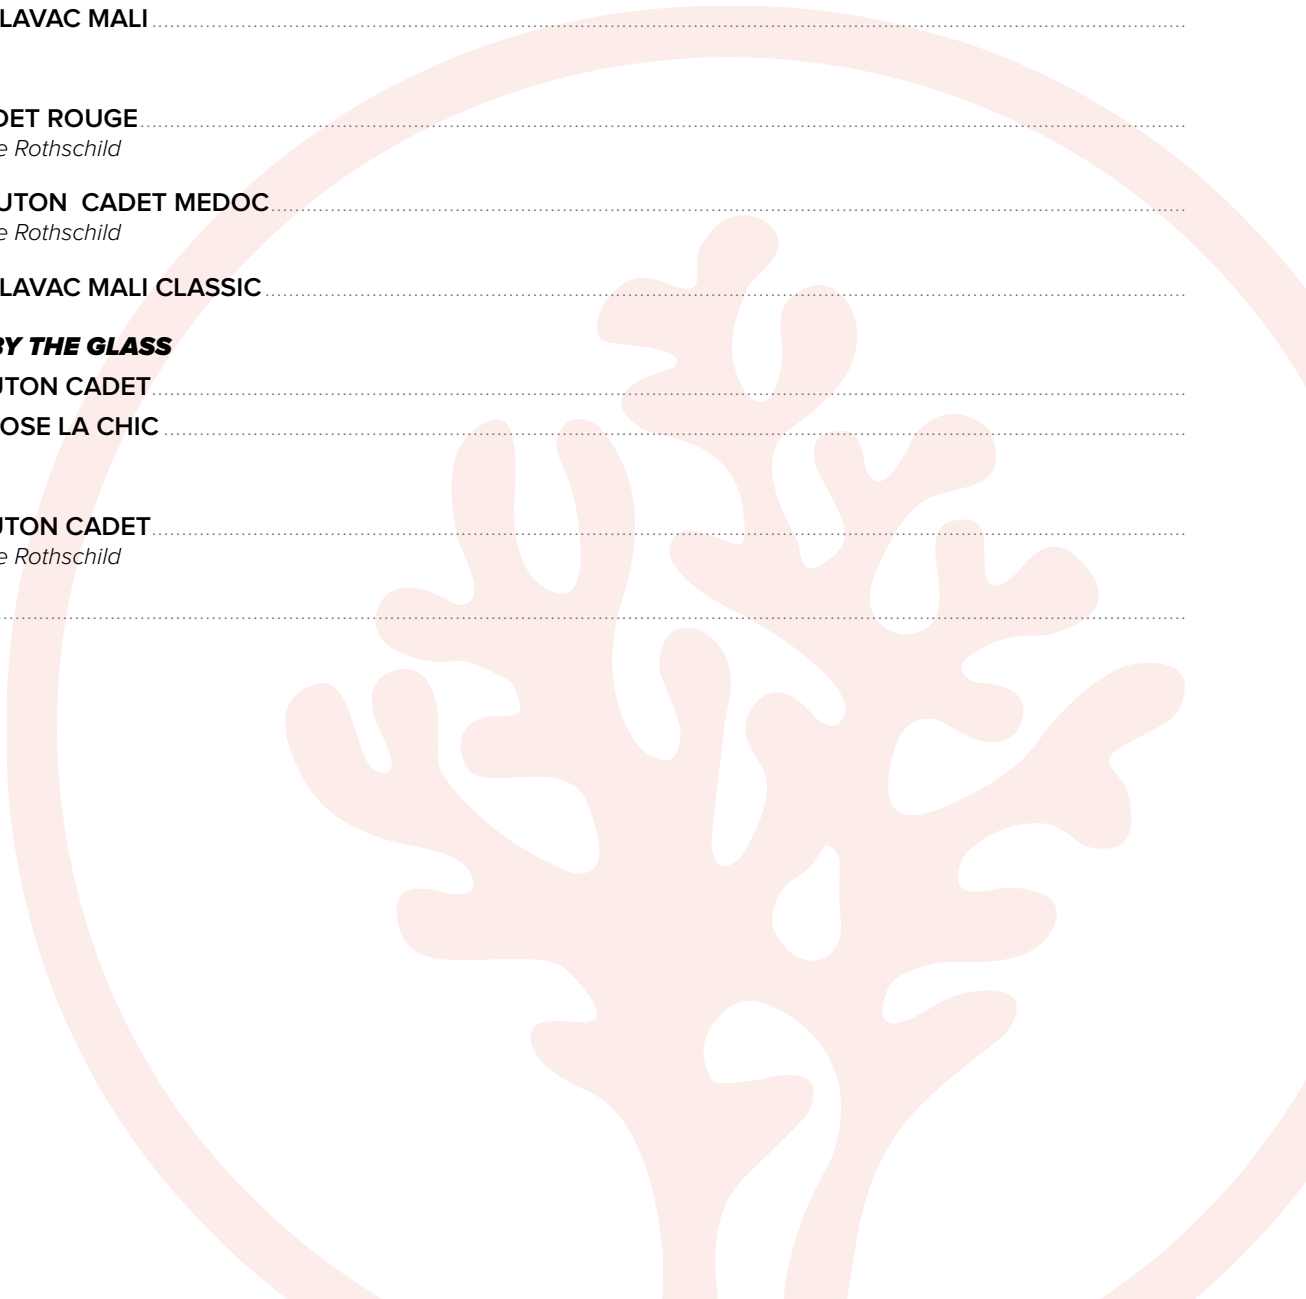 LAVAC MALI
DET ROUGE
e Rothschild
UTON CADET MEDOC
e Rothschild
LAVAC MALI CLASSIC
BY THE GLASS
UTON CADET
OSE LA CHIC
UTON CADET
e Rothschild